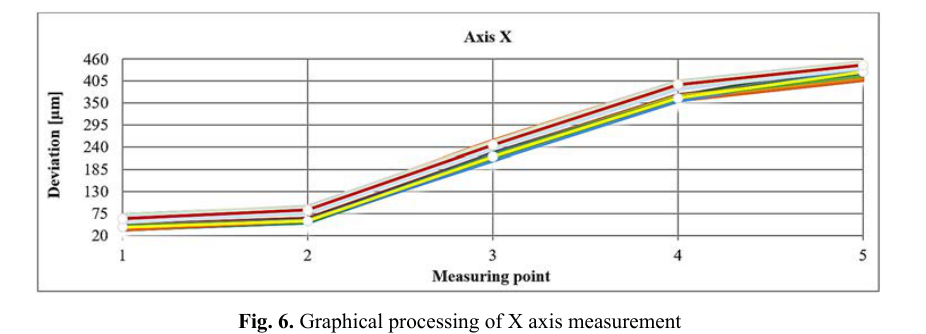 Axis X
460
405
350
295
240
185
130
75
20
Deviation [µm]
1 2 3 4 5
Measuring point
Fig. 6. Graphical processing of X axis measurement